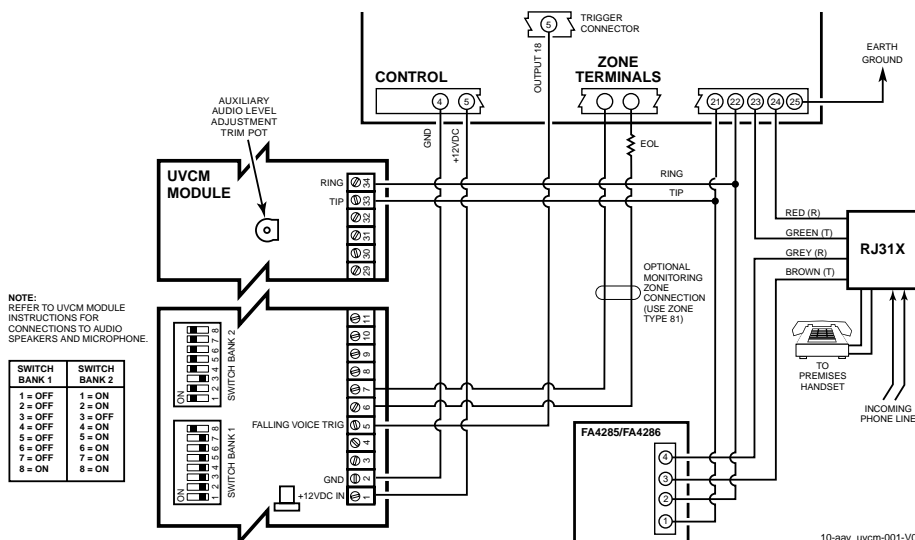 TRIGGER
CONNECTOR
5
OUTPUT 18
EARTH
GROUND
CONTROL
ZONE
TERMINALS
4
5
21
22
23
24
25
GND
+12VDC
EOL
AUXILIARY
AUDIO LEVEL
ADJUSTMENT
TRIM POT
UVCM
MODULE
RING
TIP
34
33
32
31
30
29
RING
TIP
RED (R)
GREEN (T)
GREY (R)
BROWN (T)
RJ31X
OPTIONAL
MONITORING
ZONE
CONNECTION
(USE ZONE
TYPE 81)
TO
PREMISES
HANDSET
INCOMING
PHONE LINE
NOTE:
REFER TO UVCM MODULE
INSTRUCTIONS FOR
CONNECTIONS TO AUDIO
SPEAKERS AND MICROPHONE.
SWITCH BANK 1
SWITCH BANK 2
1 = OFF 1 = ON
2 = OFF 2 = ON
3 = OFF 3 = OFF
4 = OFF 4 = ON
5 = OFF 5 = ON
6 = OFF 6 = ON
7 = OFF 7 = ON
8 = ON 8 = ON
ON
1 2 3 4 5 6 7 8
SWITCH BANK 2
ON
1 2 3 4 5 6 7 8
SWITCH BANK1
11
10
9
8
7
6
5
4
3
2
1
FALLING VOICE TRIG
GND
+12VDC IN
FA4285/FA4286
4
3
2
1
10-aav_uvcm-001-V0